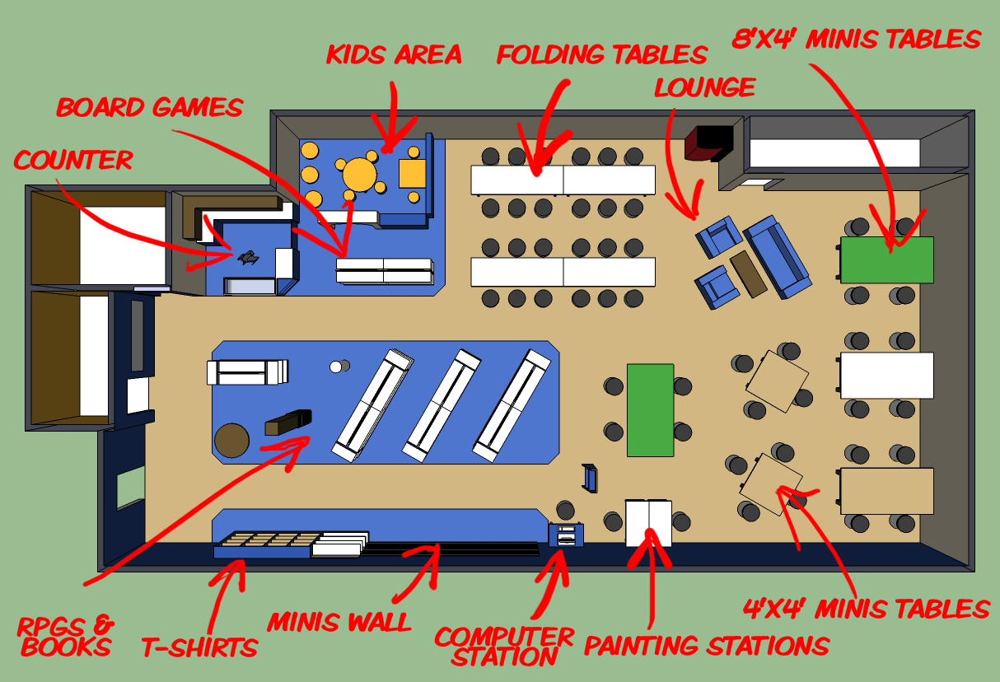 8'X4' MINIS TABLES
KIDS AREA
FOLDING TABLES
LOUNGE
BOARD GAMES
COUNTER
RPGS &
BOOKS
T-SHIRTS
MINIS WALL
COMPUTER
STATION
PAINTING STATIONS
4'X4' MINIS TABLES